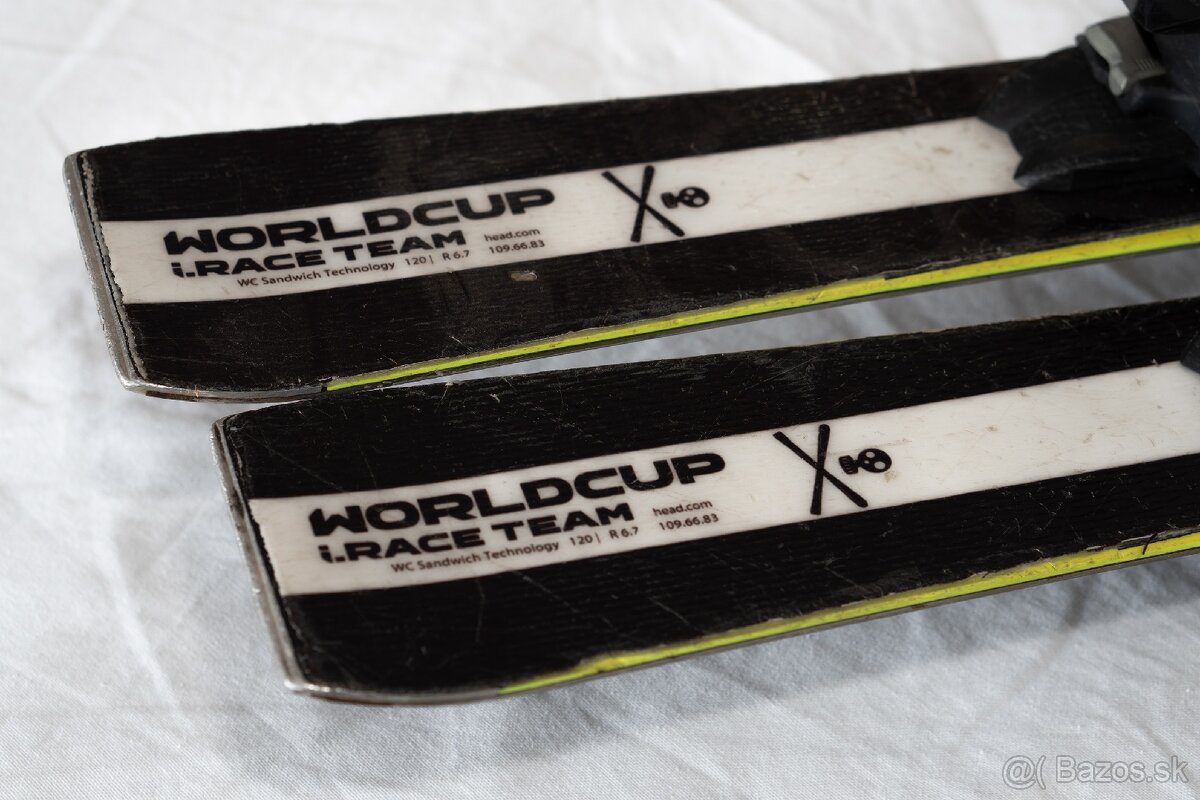 WORLDCUP
i.RACE TEAM head.com
WC Sandwich Technology 120 | R 6.7 109.66.83
WORLDCUP
i.RACE TEAM head.com
WC Sandwich Technology 120 | R 6.7 109.66.83
@( Bazos.sk